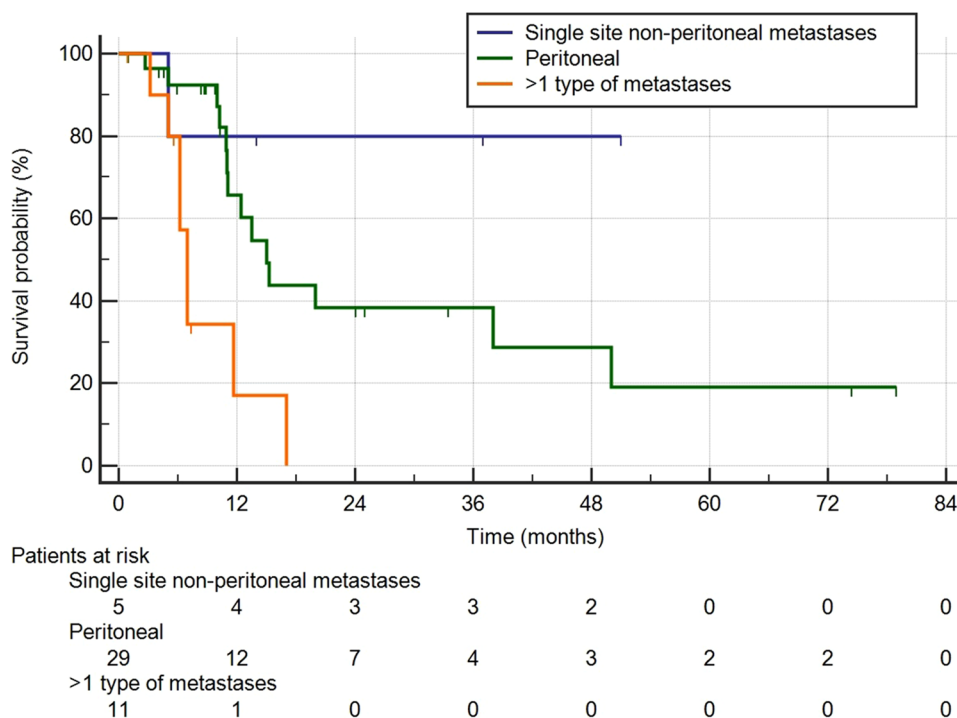 Single site non-peritoneal metastases
Peritoneal
>1 type of metastases
Survival probability (%)
100
80
60
40
20
0
0 12 24 36 48 60 72 84
Time (months)
Patients at risk
Single site non-peritoneal metastases
5 4 3 3 2 0 0 0
Peritoneal
29 12 7 4 3 2 2 0
>1 type of metastases
11 1 0 0 0 0 0 0